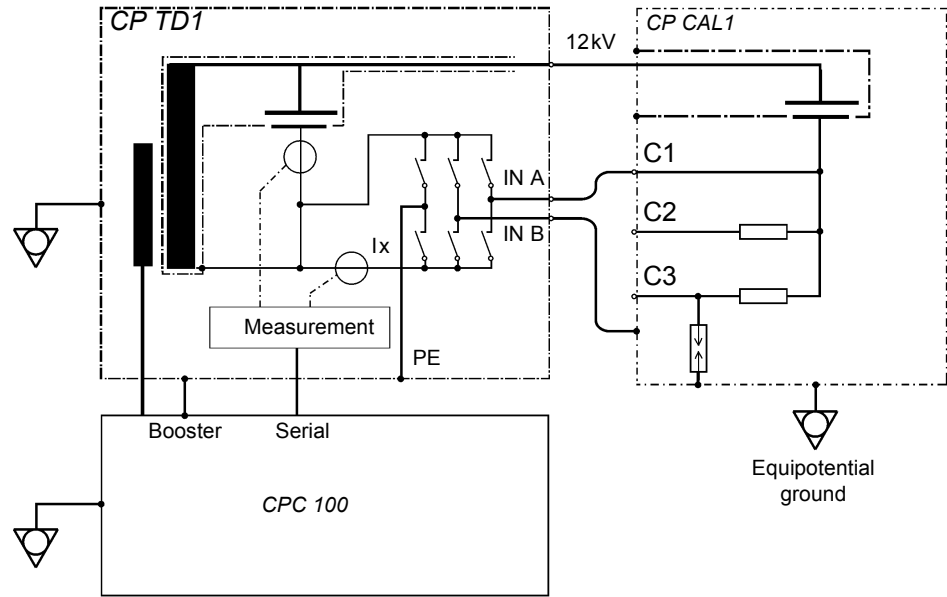 CP TD1
12kV
CP CAL1
C1
IN A
C2
IN B
Ix
C3
Measurement
PE
Booster
Serial
Equipotential
ground
CPC 100